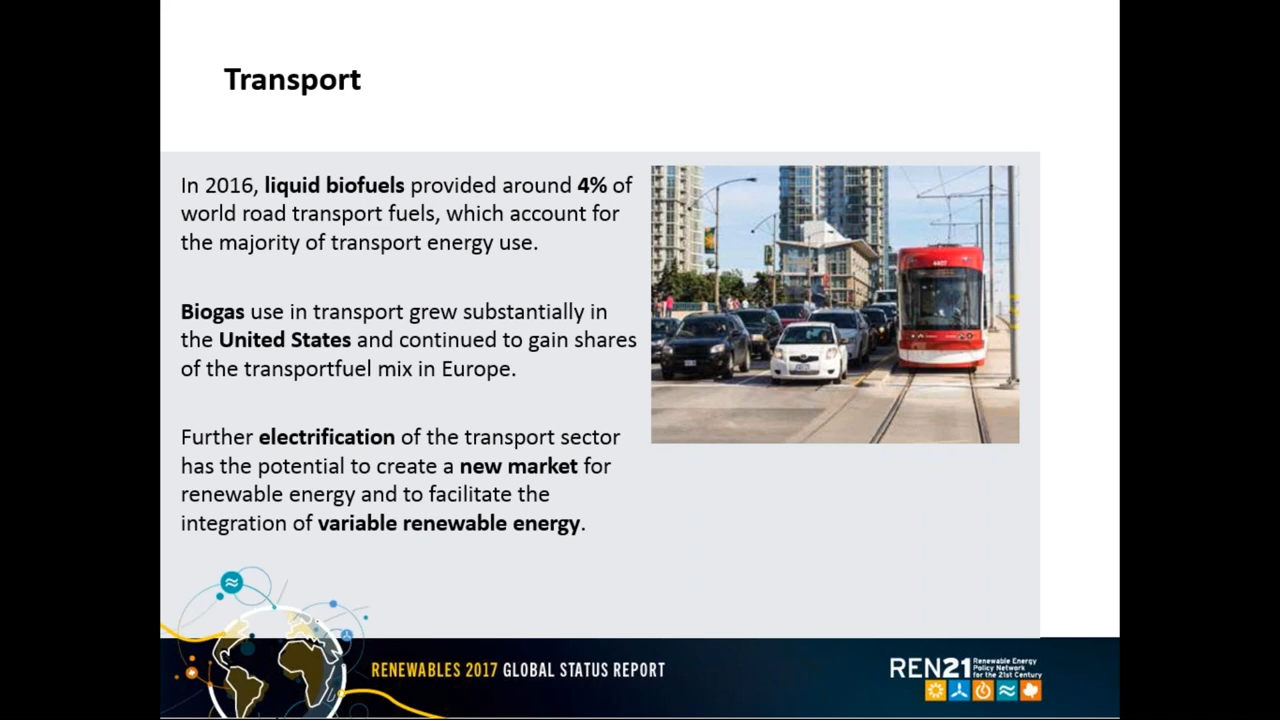 Transport
In 2016, liquid biofuels provided around 4% of
world road transport fuels, which account for
the majority of transport energy use.
Biogas use in transport grew substantially in
the United States and continued to gain shares
of the transportfuel mix in Europe.
Further electrification of the transport sector
has the potential to create a new market for
renewable energy and to facilitate the
integration of variable renewable energy.
RENEWABLES 2017 GLOBAL STATUS REPORT
REN21
Renewable Energy
Policy Network
for the 21st Century